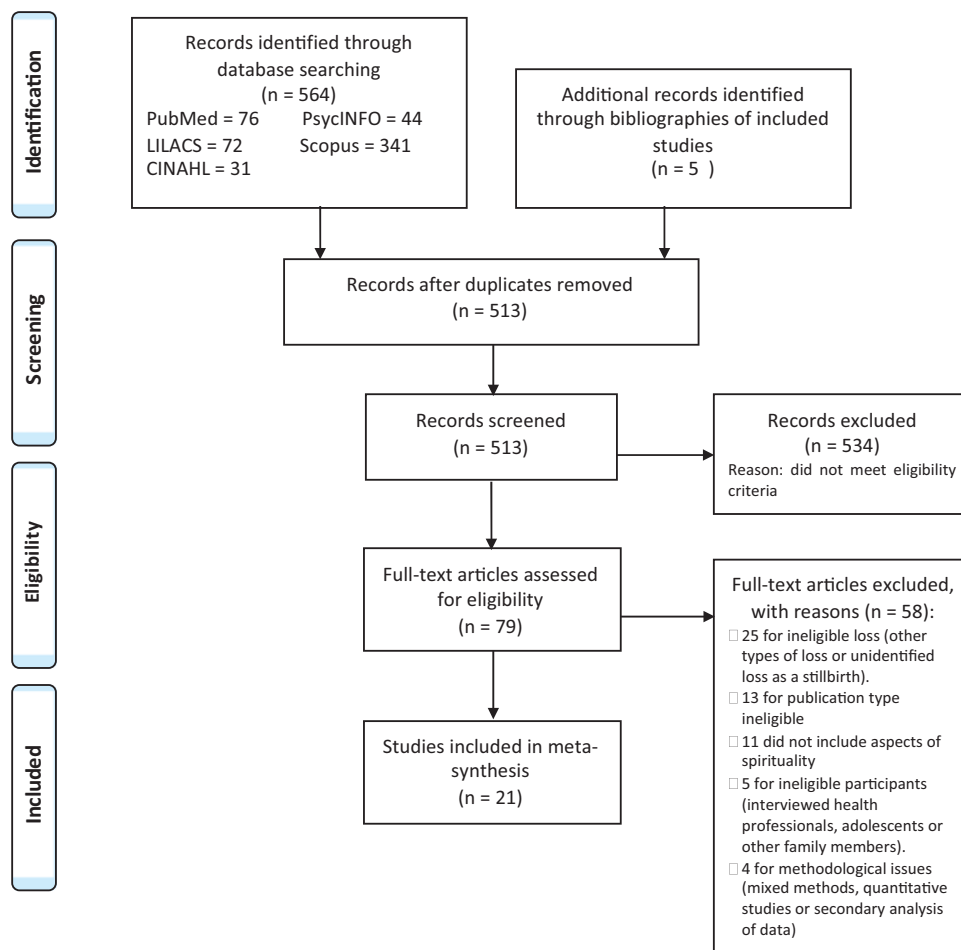 Identification
Records identified through
database searching
(n = 564)
PubMed = 76 PsycINFO = 44
LILACS = 72 Scopus = 341
CINAHL = 31
Additional records identified
through bibliographies of included
studies
(n = 5 )
Screening
Records after duplicates removed
(n = 513)
Records screened
(n = 513)
Records excluded
(n = 534)
Reason: did not meet eligibility
criteria
Eligibility
Full-text articles assessed
for eligibility
(n = 79)
Full-text articles excluded,
with reasons (n = 58):
□ 25 for ineligible loss (other
types of loss or unidentified
loss as a stillbirth).
□ 13 for publication type
ineligible
□ 11 did not include aspects of
spirituality
□ 5 for ineligible participants
(interviewed health
professionals, adolescents or
other family members).
□ 4 for methodological issues
(mixed methods, quantitative
studies or secondary analysis of
data)
Included
Studies included in meta-
synthesis
(n = 21)